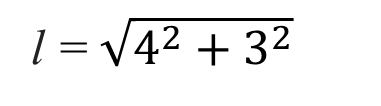 l = √4² + 3²